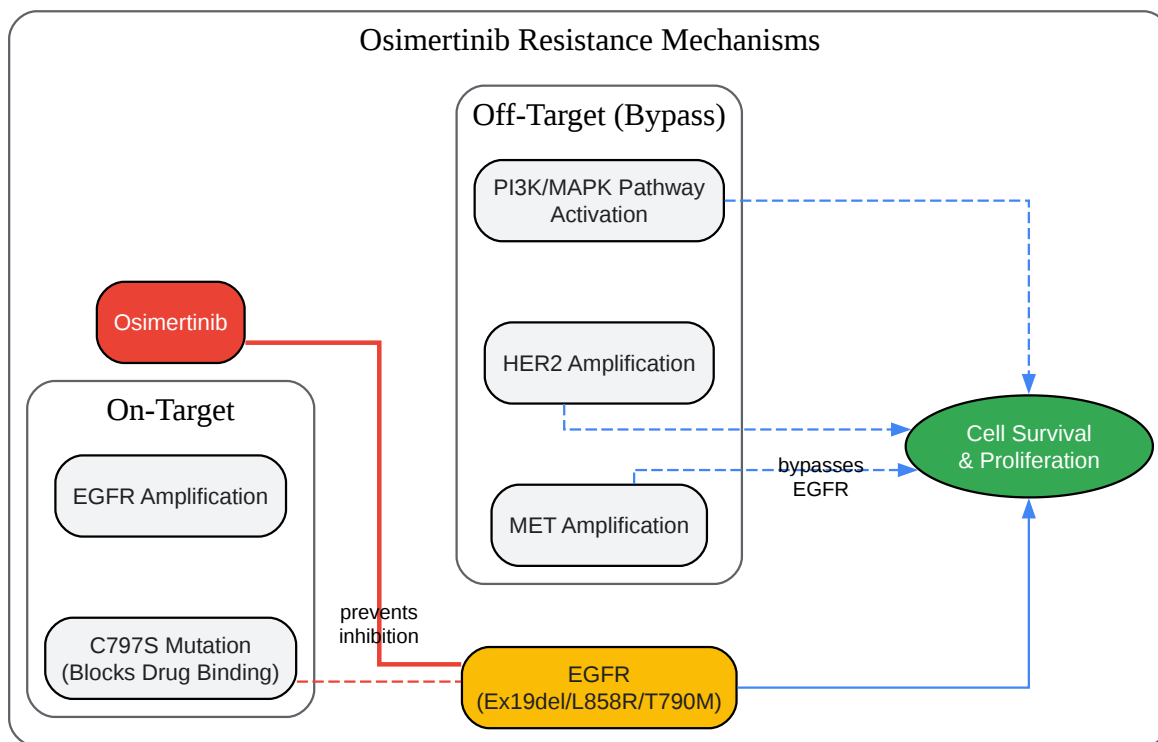 Osimertinib Resistance Mechanisms
Off-Target (Bypass)
PI3K/MAPK Pathway
Activation
Osimertinib
HER2 Amplification
On-Target
Cell Survival
& Proliferation
EGFR Amplification
bypasses
EGFR
MET Amplification
prevents
inhibition
C797S Mutation
(Blocks Drug Binding)
EGFR
(Ex19del/L858R/T790M)